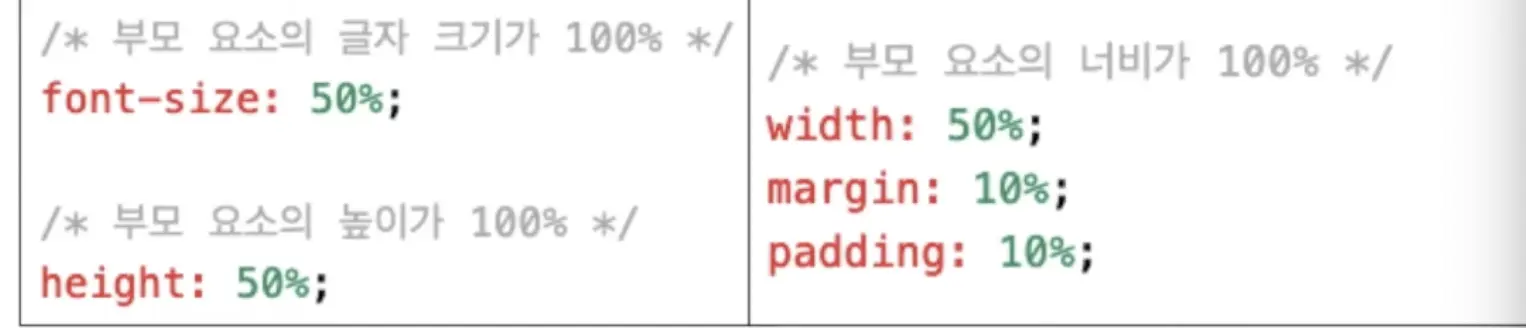 /* 부모 요소의 글자 크기가 100% */
font-size: 50%;
/* 부모 요소의 높이가 100% */
height: 50%;
/* 부모 요소의 너비가 100% */
width: 50%;
margin: 10%;
padding: 10%;